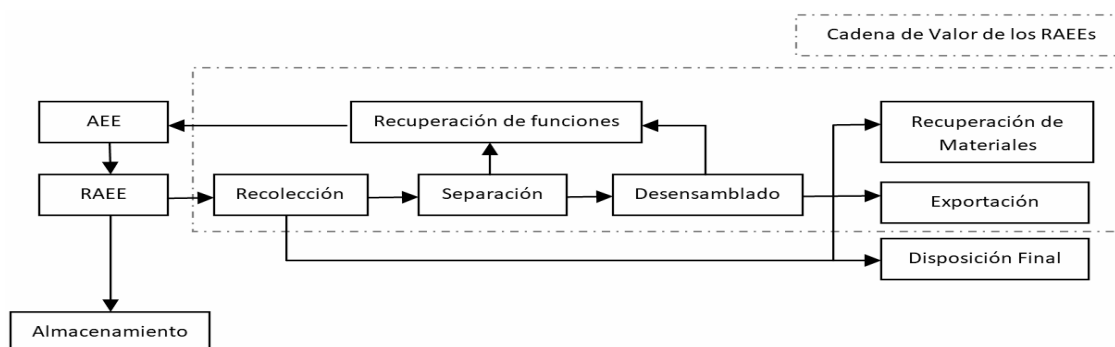 Cadena de Valor de los RAEEs
AEE
Recuperación de funciones
Recuperación de
Materiales
RAEE
Recolección
Separación
Desensamblado
Exportación
Disposición Final
Almacenamiento